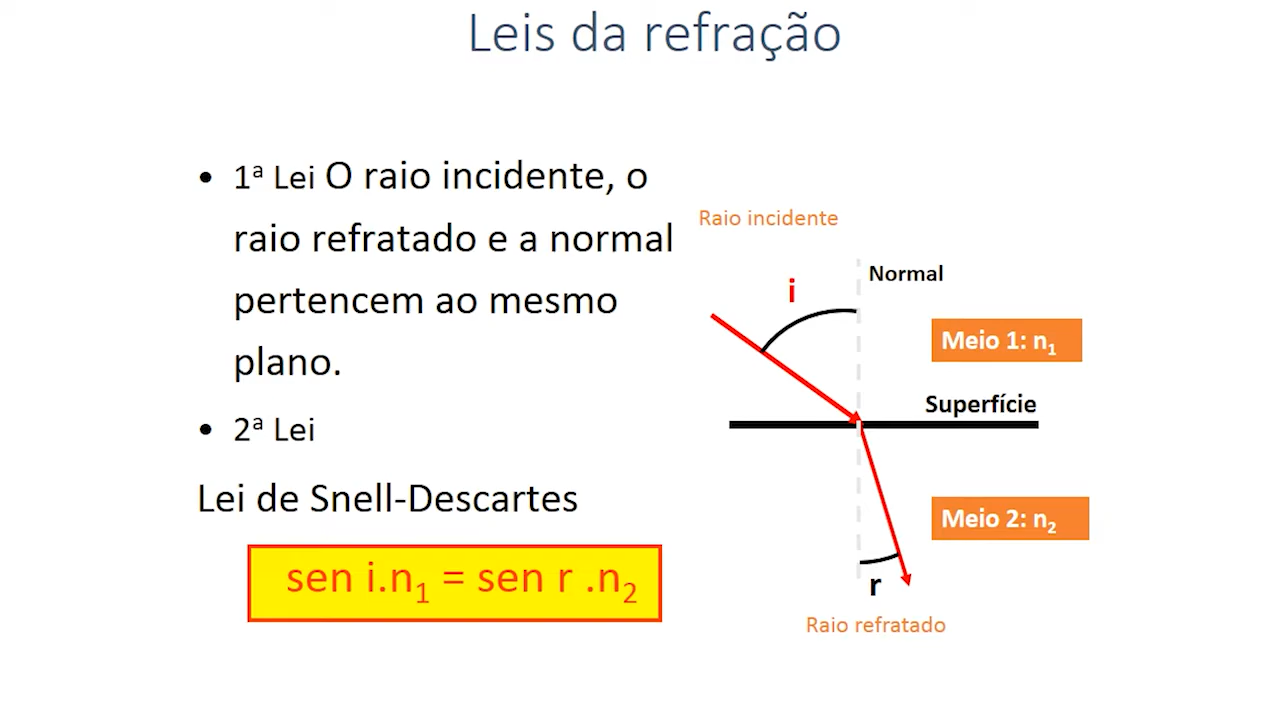 Leis da refração
• 1ª Lei O raio incidente, o
raio refratado e a normal
pertencem ao mesmo
plano.
• 2ª Lei
Lei de Snell-Descartes
sen i.n₁ = sen r .n₂
Raio incidente
Normal
i
Meio 1: n₁
Superfície
Meio 2: n₂
r
Raio refratado